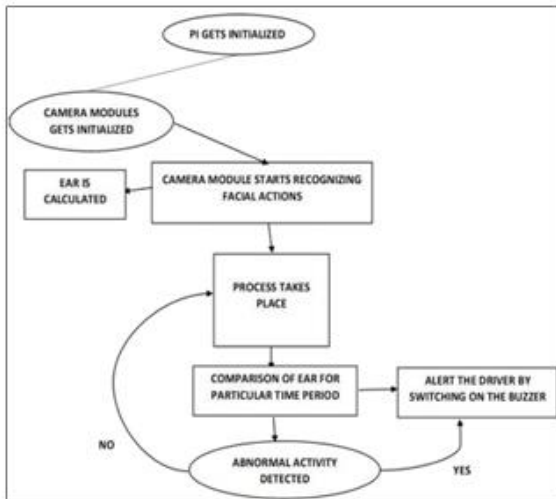 PI GETS INITIALIZED
CAMERA MODULES
GETS INITIALIZED
EAR IS
CALCULATED
CAMERA MODULE STARTS RECOGNIZING
FACIAL ACTIONS
PROCESS TAKES
PLACE
COMPARISON OF EAR FOR
PARTICULAR TIME PERIOD
ALERT THE DRIVER BY
SWITCHING ON THE BUZZER
NO
ABNORMAL ACTIVITY
DETECTED
YES